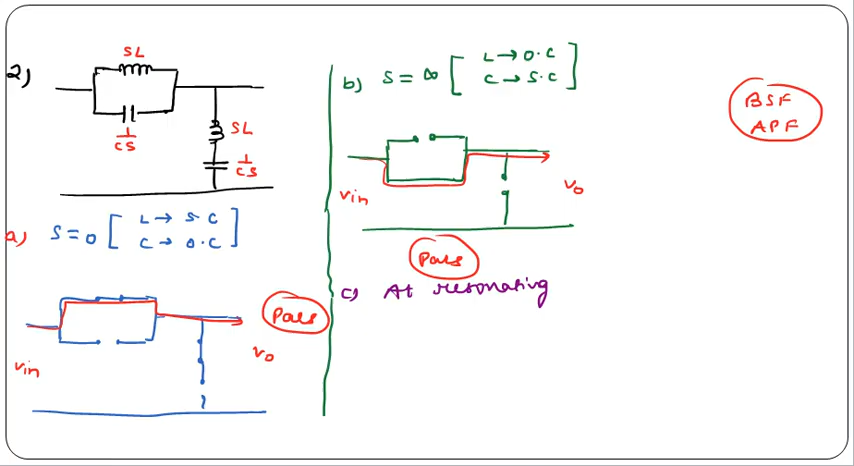 2)
SL
1/CS
SL
1/CS
a) S=0 [ L → S C
C → O.C ]
Vin
Pass
Vo
b) S = ∞ [ L → O.C
C → S.C ]
Vin
Vo
Pass
c) At resonating
BSF
APF